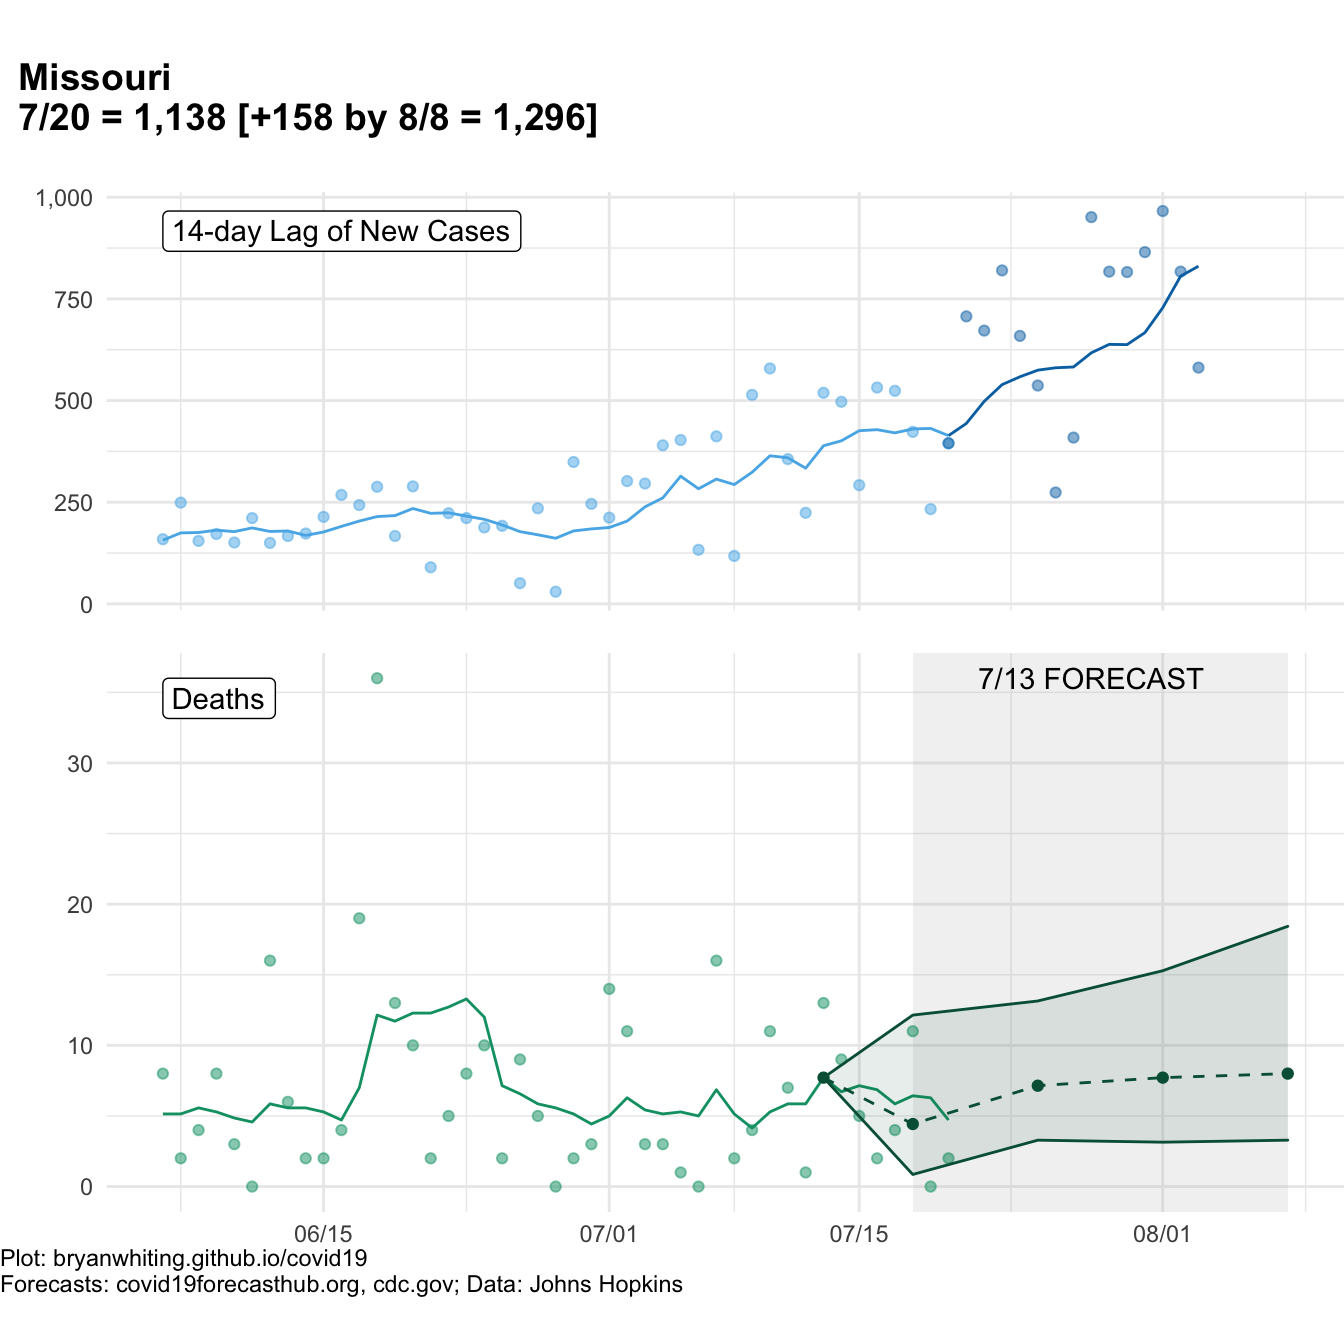 Missouri
7/20 = 1,138 [+158 by 8/8 = 1,296]
1,000
14-day Lag of New Cases
750
500
250
0
7/13 FORECAST
Deaths
30
20
10
0
06/15 07/01 07/15 08/01
Plot: bryanwhiting.github.io/covid19
Forecasts: covid19forecasthub.org, cdc.gov; Data: Johns Hopkins